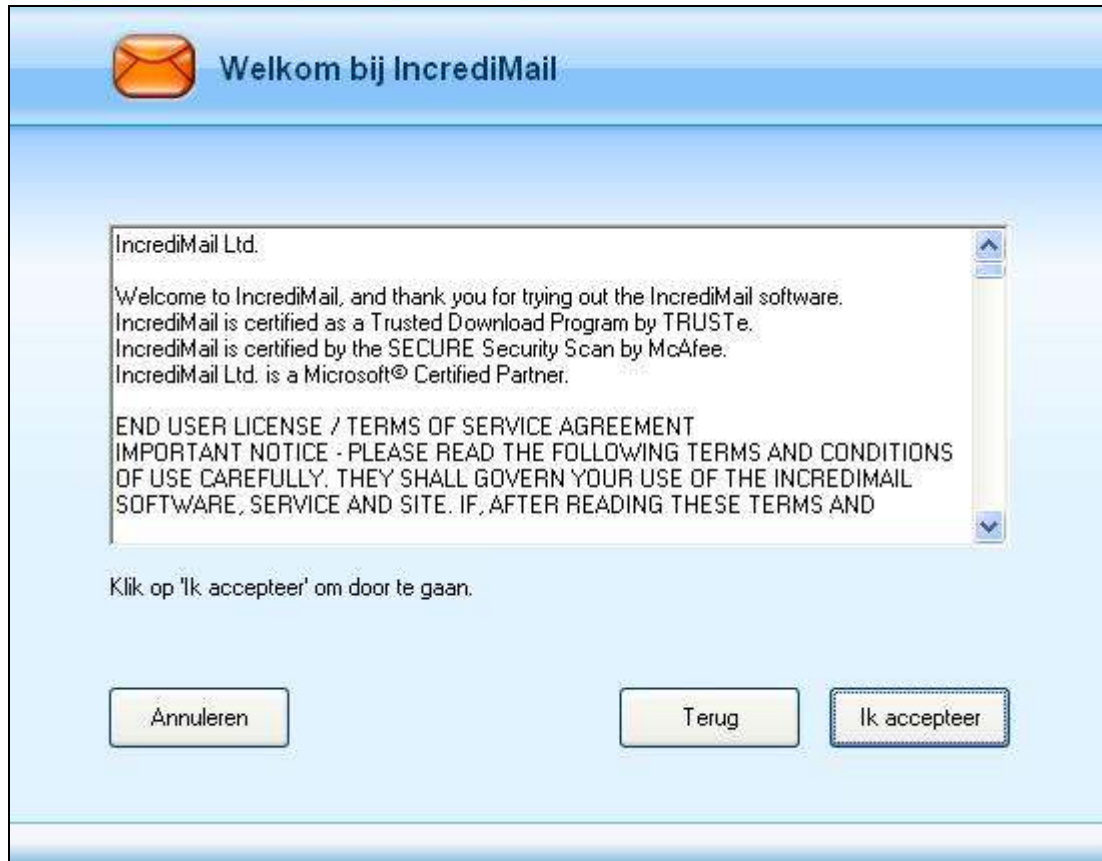 Welkom bij IncrediMail
IncrediMail Ltd.
Welcome to IncrediMail, and thank you for trying out the IncrediMail software.
IncrediMail is certified as a Trusted Download Program by TRUSTe.
IncrediMail is certified by the SECURE Security Scan by McAfee.
IncrediMail Ltd. is a Microsoft© Certified Partner.
END USER LICENSE / TERMS OF SERVICE AGREEMENT
IMPORTANT NOTICE - PLEASE READ THE FOLLOWING TERMS AND CONDITIONS
OF USE CAREFULLY. THEY SHALL GOVERN YOUR USE OF THE INCREDIMAIL
SOFTWARE, SERVICE AND SITE. IF, AFTER READING THESE TERMS AND
Klik op 'Ik accepteer' om door te gaan.
Annuleren
Terug
Ik accepteer